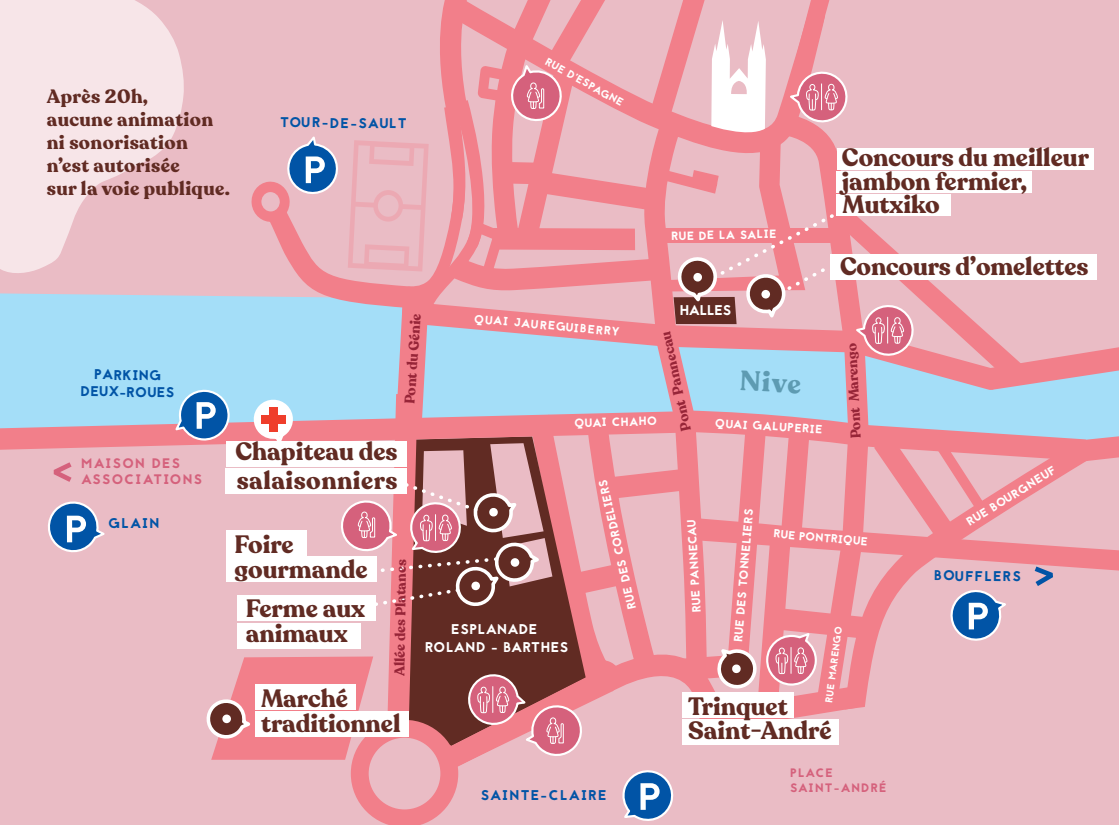 Après 20h,
aucune animation
ni sonorisation
n'est autorisée
sur la voie publique.
TOUR-DE-SAULT
P
RUE D'ESPAGNE
Concours du meilleur
jambon fermier,
Mutxiko
RUE DE LA SALIE
Concours d'omelettes
HALLES
QUAI JAUREGUIBERRY
Pont du Génie
Pont Pannecau
Nive
Pont Marengo
PARKING
DEUX-ROUES
P
QUAI CHAHO
QUAI GALUPERIE
< MAISON DES
ASSOCIATIONS
P
GLAIN
Chapiteau des
salaisonniers
Foire
gourmande
Ferme aux
animaux
Allée des Platanes
ESPLANADE
ROLAND - BARTHES
RUE DES CORDELIERS
RUE PANNECAU
RUE DES TONNELIERS
RUE PONTRIQUE
RUE BOURGNEUF
BOUFFLERS >
P
RUE MARENGO
Marché
traditionnel
Trinquet
Saint-André
PLACE
SAINT-ANDRÉ
SAINTE-CLAIRE
P